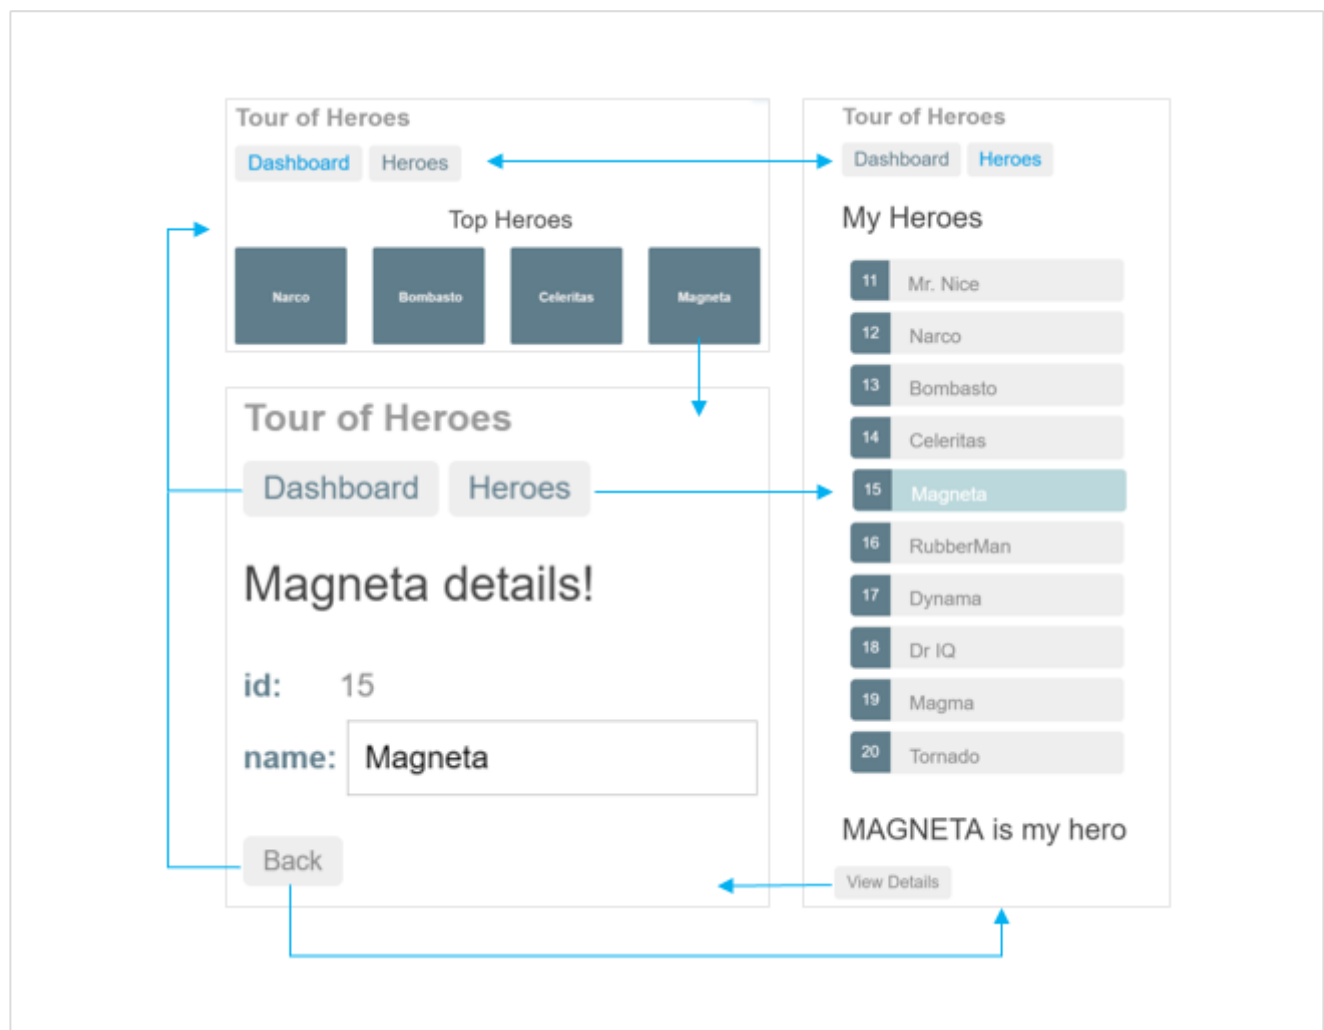 Tour of Heroes
Dashboard Heroes
Top Heroes
Narco Bombasto Celeritas Magneta
Tour of Heroes
Dashboard Heroes
Magneta details!
id: 15
name: Magneta
Back
Tour of Heroes
Dashboard Heroes
My Heroes
11 Mr. Nice
12 Narco
13 Bombasto
14 Celeritas
15 Magneta
16 RubberMan
17 Dynama
18 Dr IQ
19 Magma
20 Tornado
MAGNETA is my hero
View Details